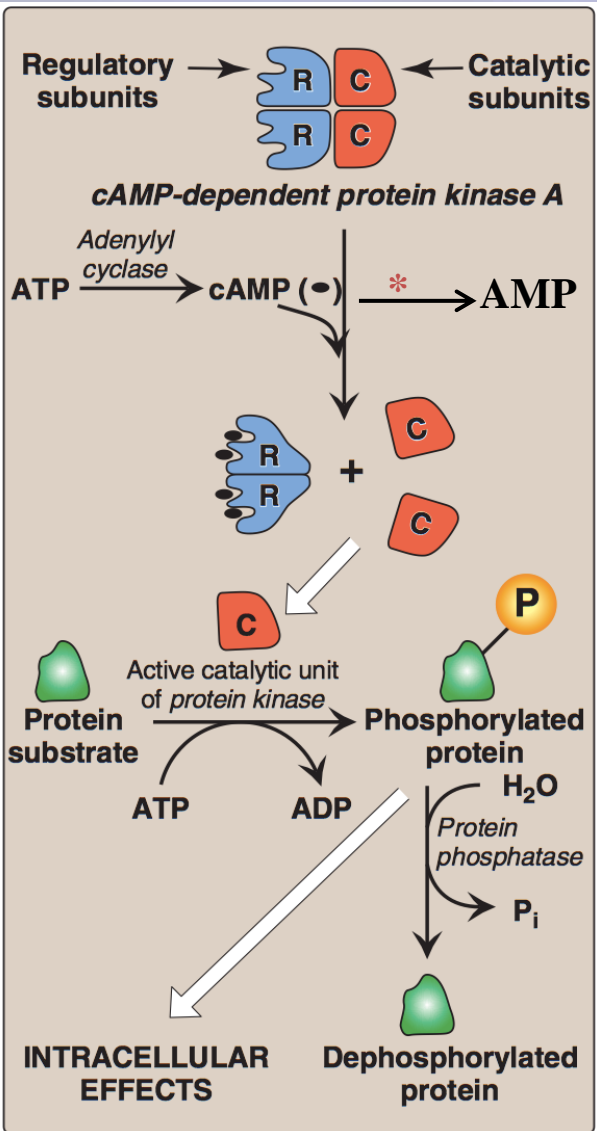 Regulatory
subunits
R
C
R
C
Catalytic
subunits
cAMP-dependent protein kinase A
Adenylyl
cyclase
ATP
cAMP ( )
*
AMP
R
R
+
C
C
C
Active catalytic unit
of protein kinase
P
Protein
substrate
Phosphorylated
protein
ATP
ADP
H₂O
Protein
phosphatase
Pᵢ
INTRACELLULAR
EFFECTS
Dephosphorylated
protein